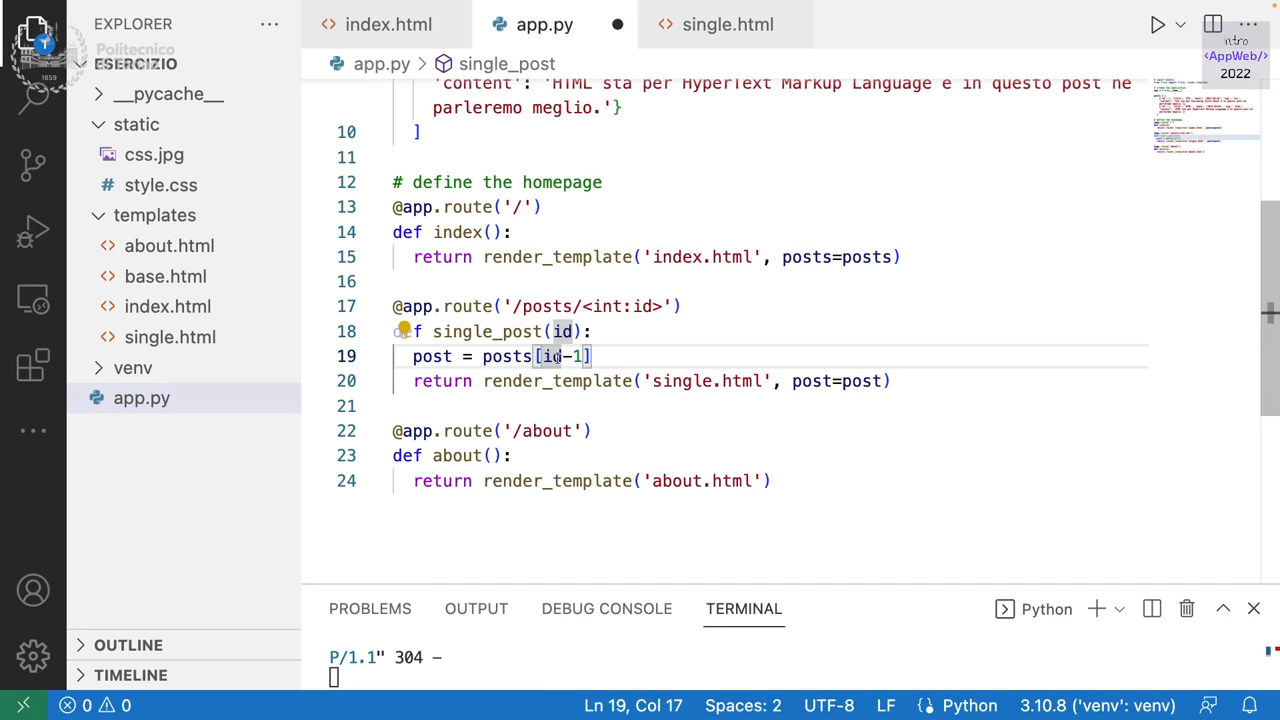 EXPLORER
index.html
app.py
single.html
Politecnico
1859
ntro
<AppWeb/>
2022
ESERCIZIO
app.py > single_post
__pycache__
static
css.jpg
style.css
templates
about.html
base.html
index.html
single.html
venv
app.py
OUTLINE
TIMELINE
'content': 'HTML sta per HyperText Markup Language e in questo post ne
parleremo meglio.'}
10 ]
11
12 # define the homepage
13 @app.route('/')
14 def index():
15 return render_template('index.html', posts=posts)
16
17 @app.route('/posts/<int:id>')
18 def single_post(id):
19 post = posts[id-1]
20 return render_template('single.html', post=post)
21
22 @app.route('/about')
23 def about():
24 return render_template('about.html')
PROBLEMS OUTPUT DEBUG CONSOLE TERMINAL
Python
P/1.1" 304 -
0 0
Ln 19, Col 17 Spaces: 2 UTF-8 LF Python 3.10.8 ('venv': venv)